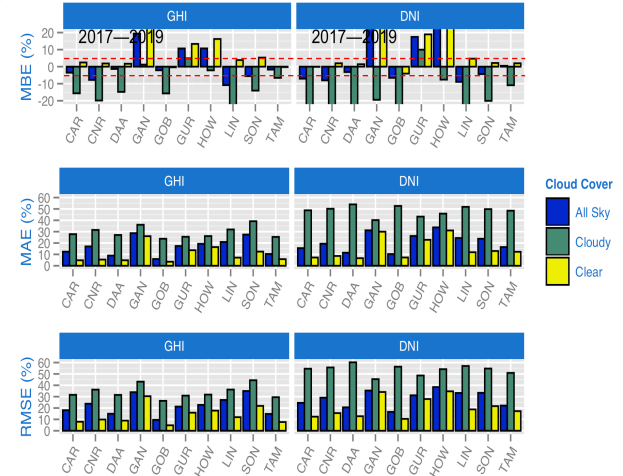 GHI DNI
2017—2019 2017—2019
MBE (%)
20
10
0
-10
-20
CAR CNR DAA GAN GOB GUR HOW LIN SON TAM CAR CNR DAA GAN GOB GUR HOW LIN SON TAM
GHI DNI
MAE (%)
60
50
40
30
20
10
0
CAR CNR DAA GAN GOB GUR HOW LIN SON TAM CAR CNR DAA GAN GOB GUR HOW LIN SON TAM
Cloud Cover
All Sky
Cloudy
Clear
GHI DNI
RMSE (%)
60
50
40
30
20
10
0
CAR CNR DAA GAN GOB GUR HOW LIN SON TAM CAR CNR DAA GAN GOB GUR HOW LIN SON TAM